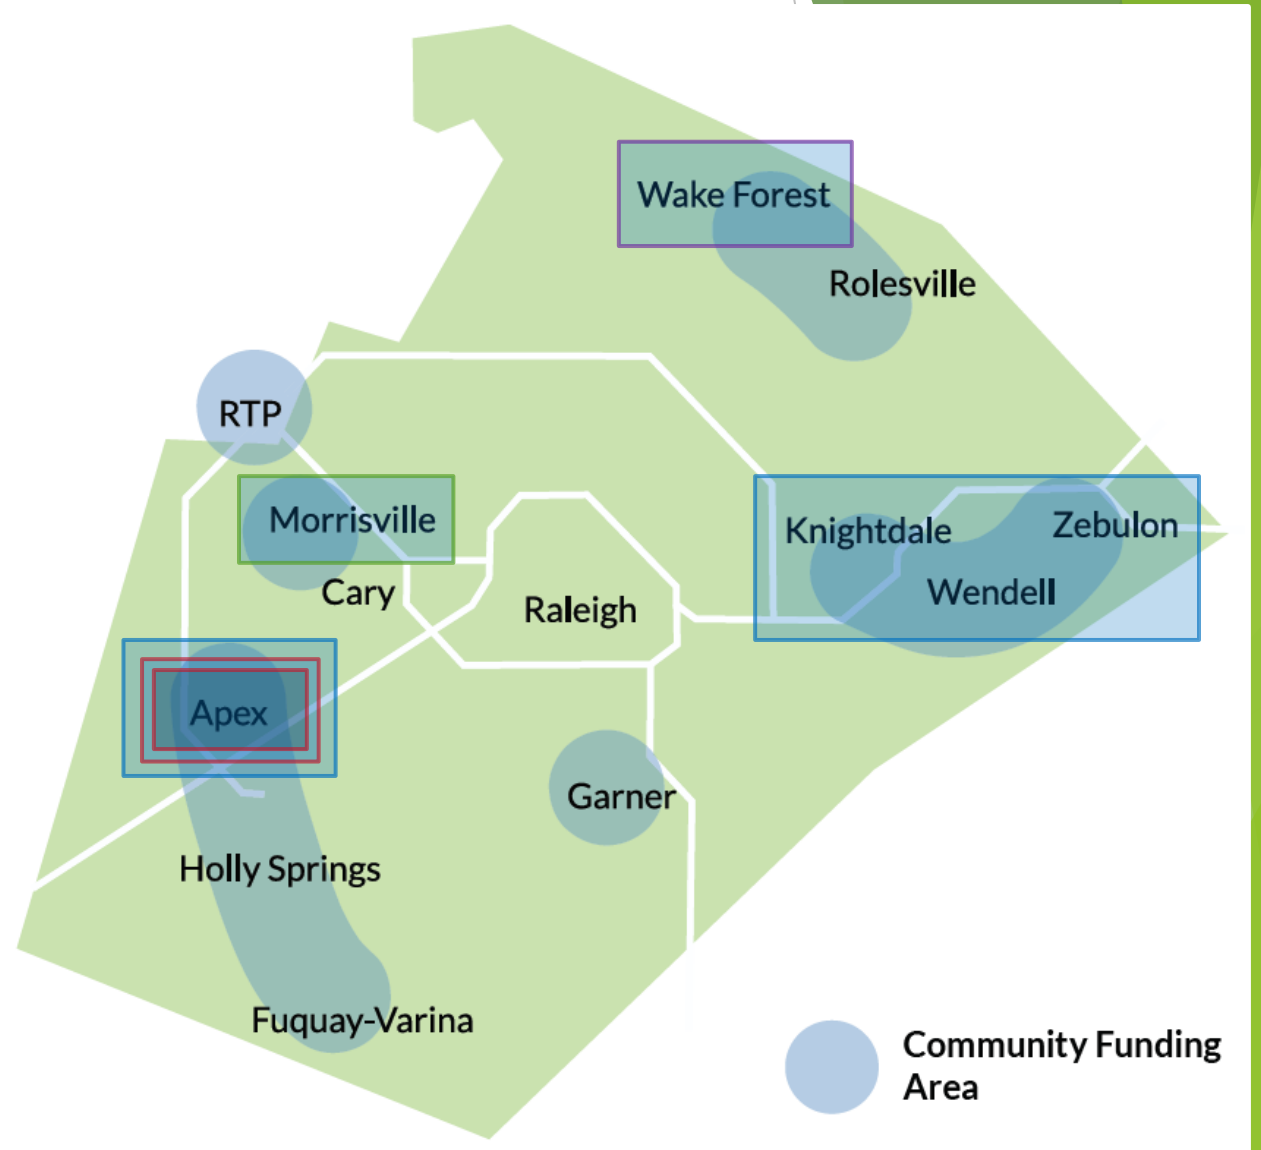 Wake Forest
Rolesville
RTP
Morrisville
Knightdale
Zebulon
Cary
Wendell
Raleigh
Apex
Garner
Holly Springs
Fuquay-Varina
Community Funding
Area